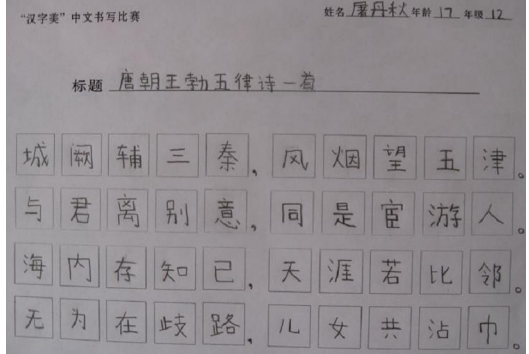 “汉字美”中文书写比赛 姓名 屠丹秋 年龄 17 年级 12
标题 唐朝王勃五律诗一首
城阙辅三秦，风烟望五津。
与君离别意，同是宦游人。
海内存知己，天涯若比邻。
无为在歧路，儿女共沾巾。